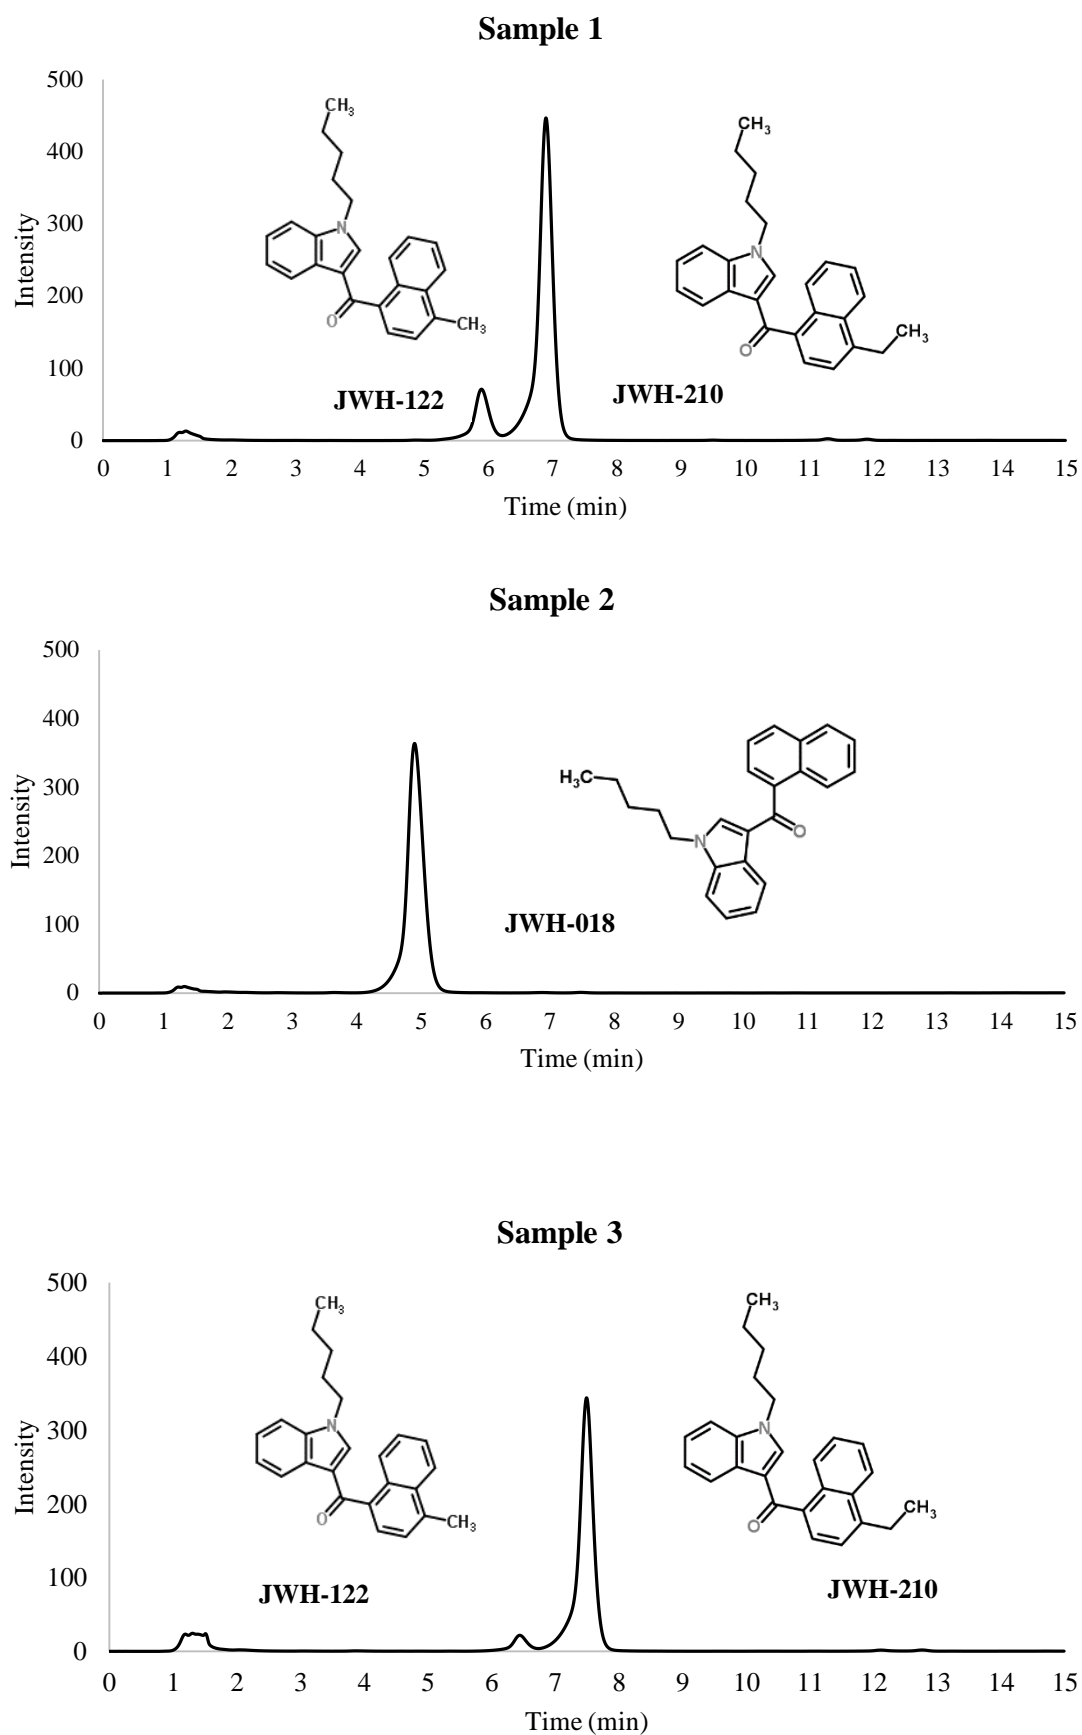 Sample 1
500
400
300
200
100
0
Intensity
CH3
N
O
CH3
JWH-122
CH3
N
O
CH3
JWH-210
0 1 2 3 4 5 6 7 8 9 10 11 12 13 14 15
Time (min)
Sample 2
500
400
300
200
100
0
Intensity
H3C
N
O
JWH-018
0 1 2 3 4 5 6 7 8 9 10 11 12 13 14 15
Time (min)
Sample 3
500
400
300
200
100
0
Intensity
CH3
N
O
CH3
JWH-122
CH3
N
O
CH3
JWH-210
0 1 2 3 4 5 6 7 8 9 10 11 12 13 14 15
Time (min)